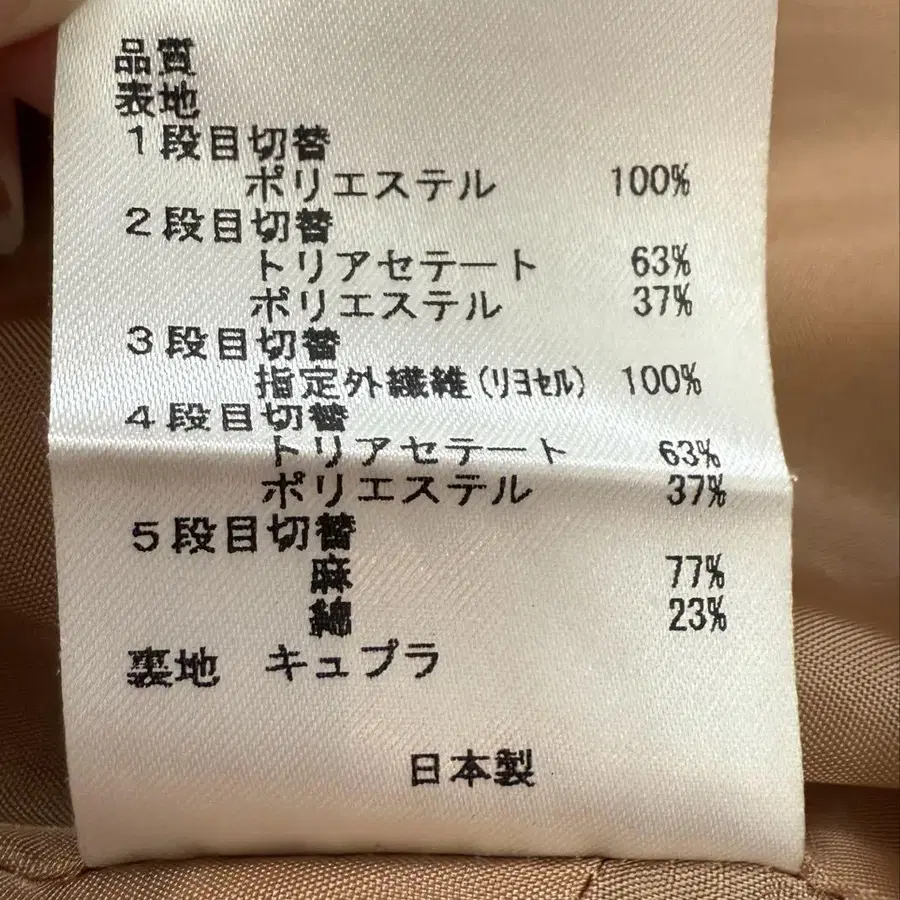 品質
表地
1段目切替
ポリエステル 100%
2段目切替
トリアセテート 63%
ポリエステル 37%
3段目切替
指定外繊維(リヨセル) 100%
4段目切替
トリアセテート 63%
ポリエステル 37%
5段目切替
麻 77%
綿 23%
裏地 キュプラ
日本製